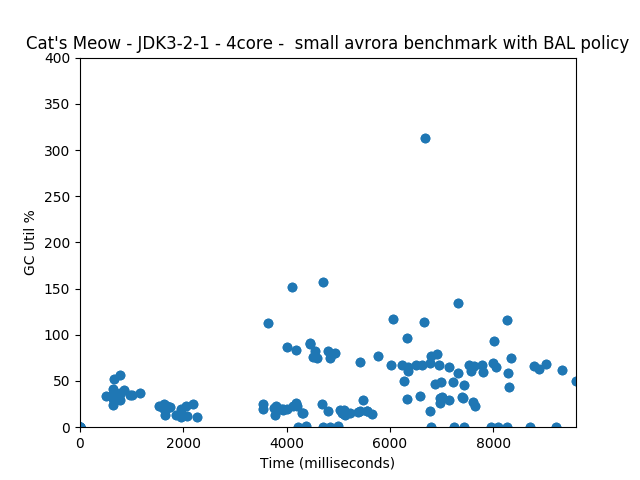 Cat's Meow - JDK3-2-1 - 4core -  small avrora benchmark with BAL policy
400
350
300
250
200
150
100
50
0
GC Util %
0 2000 4000 6000 8000
Time (milliseconds)